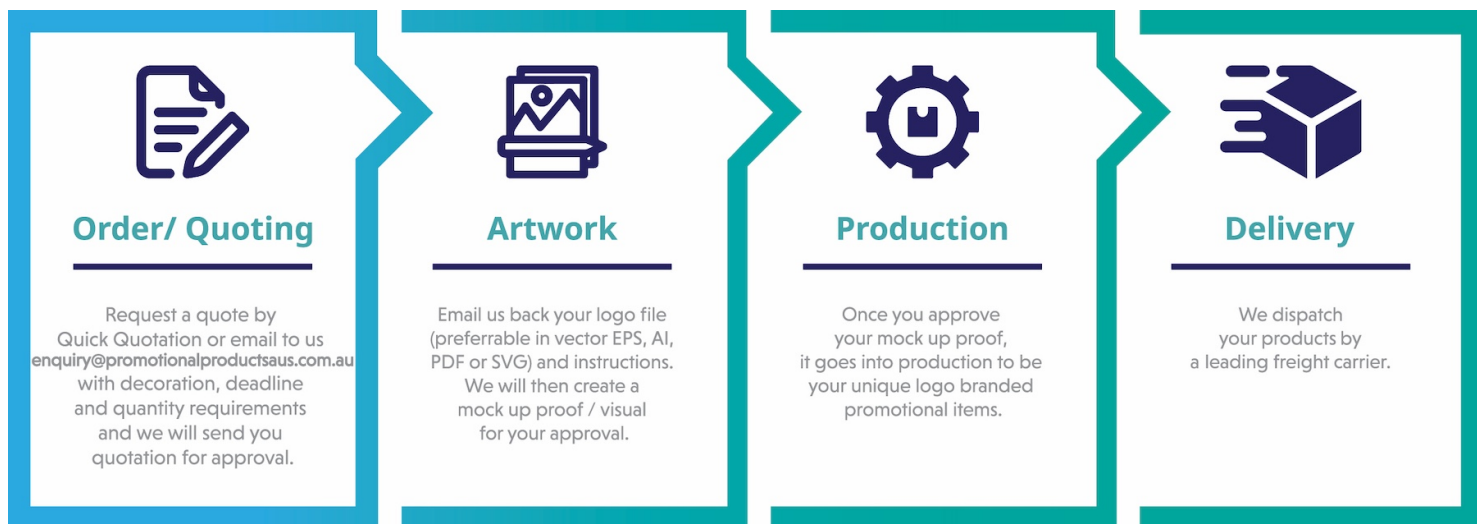 Order/ Quoting
Request a quote by
Quick Quotation or email to us
enquiry@promotionalproductsaus.com.au
with decoration, deadline
and quantity requirements
and we will send you
quotation for approval.
Artwork
Email us back your logo file
(preferrable in vector EPS, AI,
PDF or SVG) and instructions.
We will then create a
mock up proof / visual
for your approval.
Production
Once you approve
your mock up proof,
it goes into production to be
your unique logo branded
promotional items.
Delivery
We dispatch
your products by
a leading freight carrier.